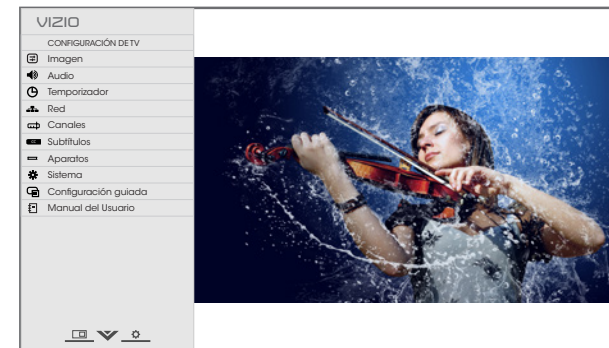 VIZIO
CONFIGURACIÓN DE TV
Imagen
Audio
Temporizador
Red
Canales
Subtítulos
Aparatos
Sistema
Configuración guiada
Manual del Usuario